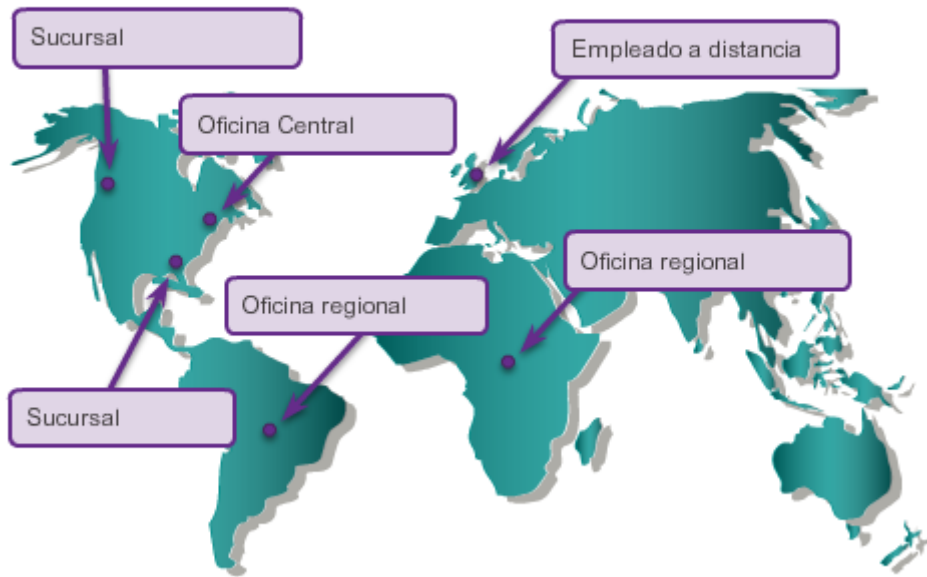 Sucursal
Empleado a distancia
Oficina Central
Oficina regional
Oficina regional
Sucursal